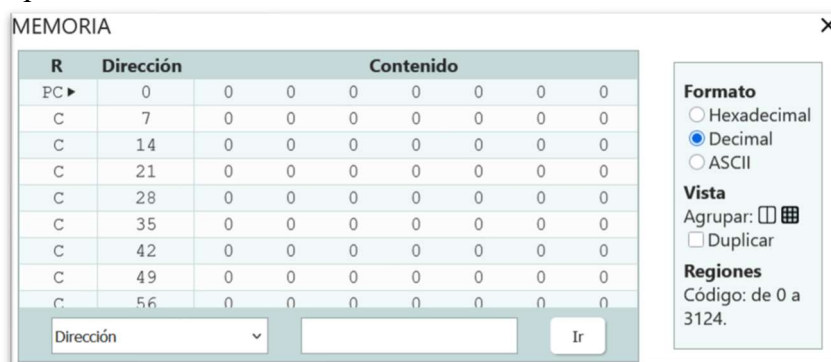 MEMORIA ×
R Dirección Contenido
PC▶ 0 0 0 0 0 0 0 0
C 7 0 0 0 0 0 0 0
C 14 0 0 0 0 0 0 0
C 21 0 0 0 0 0 0 0
C 28 0 0 0 0 0 0 0
C 35 0 0 0 0 0 0 0
C 42 0 0 0 0 0 0 0
C 49 0 0 0 0 0 0 0
C 56 0 0 0 0 0 0 0
Dirección Ir
Formato
Hexadecimal
Decimal
ASCII
Vista
Agrupar:
Duplicar
Regiones
Código: de 0 a
3124.